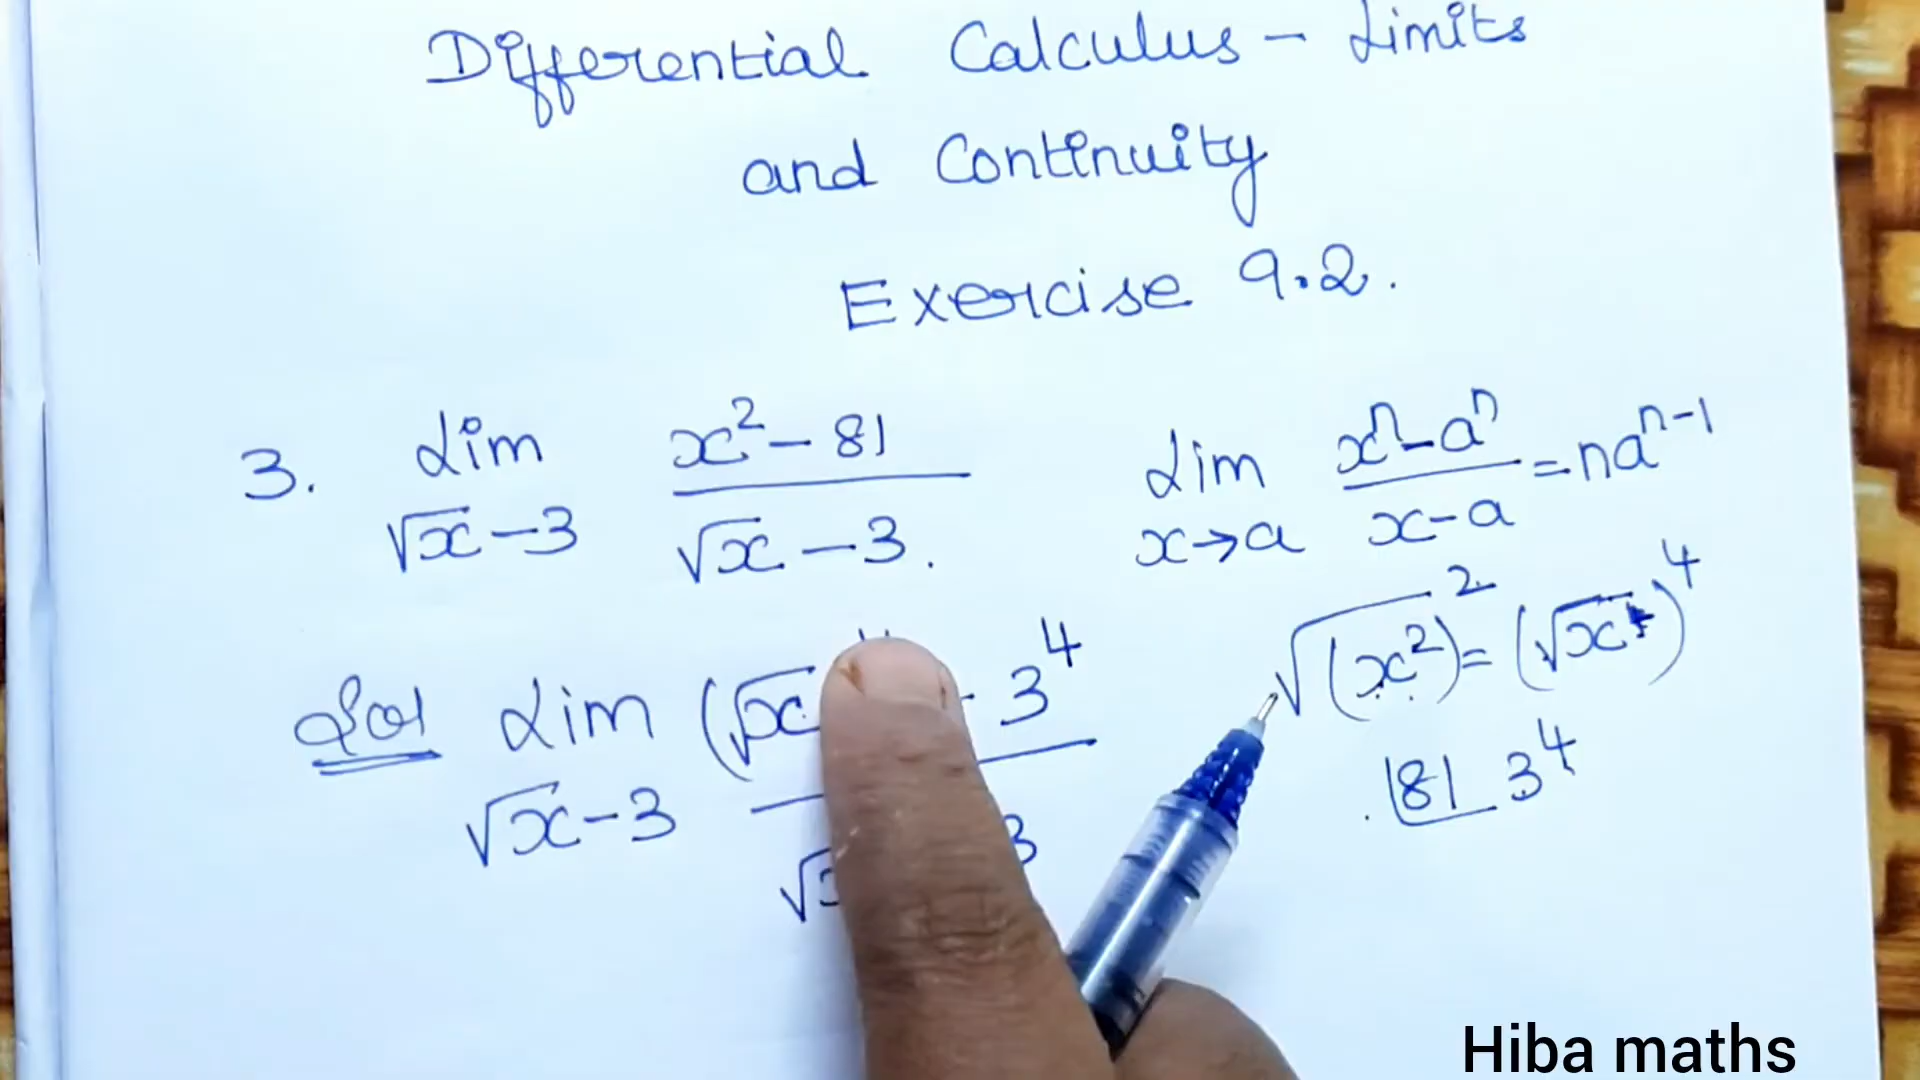 Differential Calculus - Limits
and Continuity
Exercise 9.2.
3. Lim x² - 81 Lim xⁿ - aⁿ = naⁿ⁻¹
√x - 3 √x - 3. x → a x - a
√(x²)² = (√x)⁴
Sol Lim (√x - 3⁴
√x - 3 √ 3
81 3⁴
Hiba maths